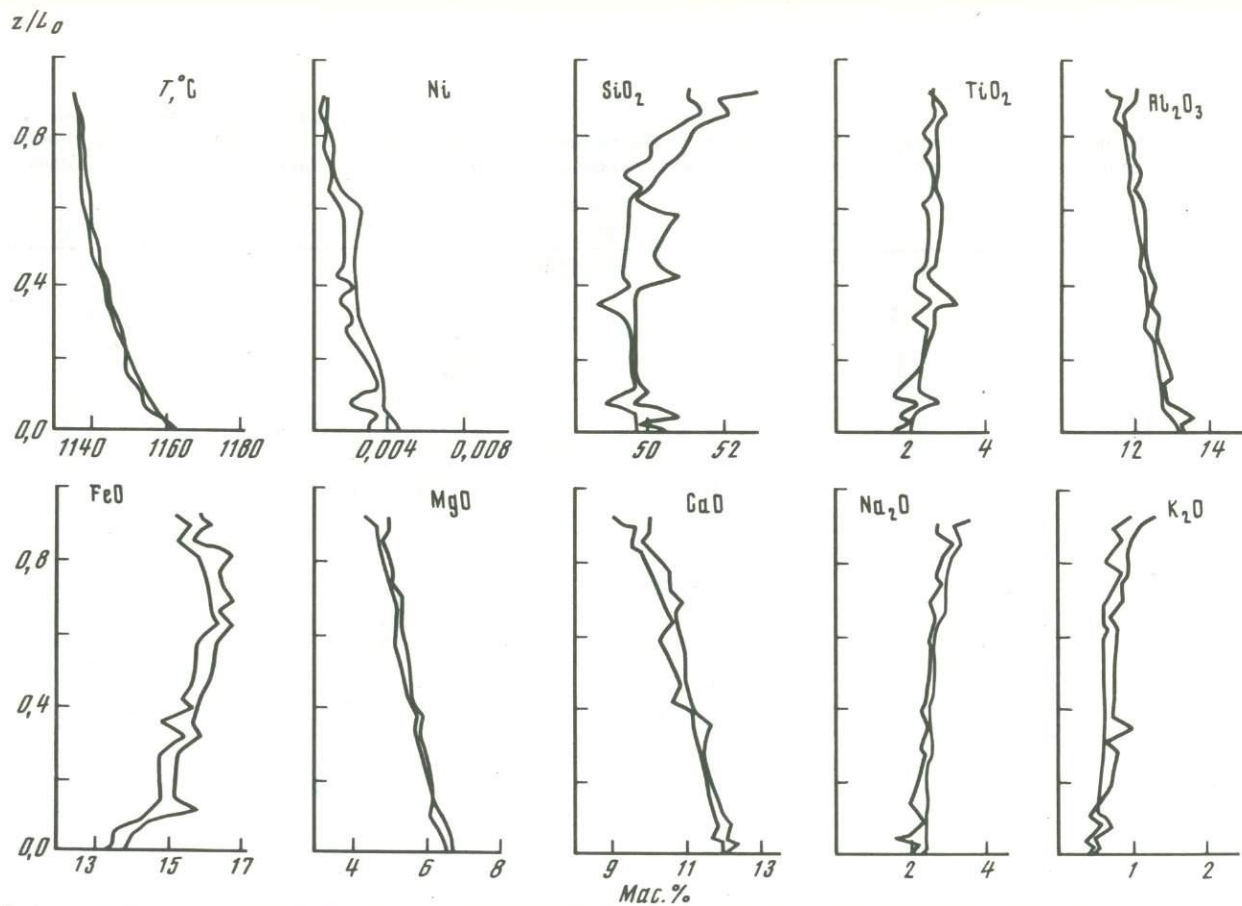 z/L₀
T,°C
Ni
SiO₂
TiO₂
Al₂O₃
0,8
0,4
0,0
1140 1160 1180
0,004 0,008
50 52
2 4
12 14
FeO
MgO
CaO
Na₂O
K₂O
0,8
0,4
0,0
13 15 17
4 6 8
9 11 13
2 4
1 2
Мас.%